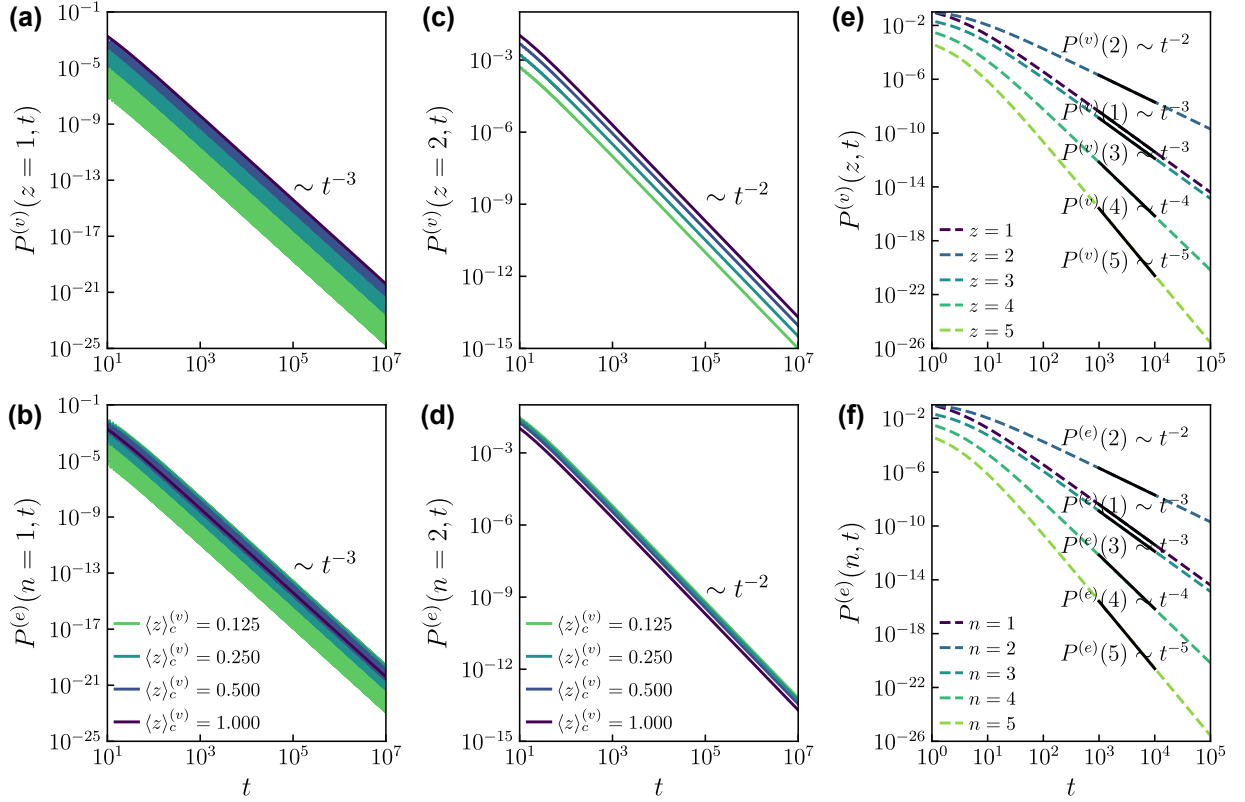 (a)
10^{-1}
10^{-5}
10^{-9}
10^{-13}
10^{-17}
10^{-21}
10^{-25}
P^{(v)}(z = 1, t)
∼ t^{-3}
10^{1} 10^{3} 10^{5} 10^{7}
(c)
10^{-3}
10^{-6}
10^{-9}
10^{-12}
10^{-15}
P^{(v)}(z = 2, t)
∼ t^{-2}
10^{1} 10^{3} 10^{5} 10^{7}
(e)
10^{-2}
10^{-6}
10^{-10}
10^{-14}
10^{-18}
10^{-22}
10^{-26}
P^{(v)}(z, t)
P^{(v)}(2) ∼ t^{-2}
P^{(v)}(1) ∼ t^{-3}
P^{(v)}(3) ∼ t^{-3}
P^{(v)}(4) ∼ t^{-4}
P^{(v)}(5) ∼ t^{-5}
z = 1
z = 2
z = 3
z = 4
z = 5
10^{0} 10^{1} 10^{2} 10^{3} 10^{4} 10^{5}
(b)
10^{-1}
10^{-5}
10^{-9}
10^{-13}
10^{-17}
10^{-21}
10^{-25}
P^{(e)}(n = 1, t)
∼ t^{-3}
⟨z⟩_c^{(v)} = 0.125
⟨z⟩_c^{(v)} = 0.250
⟨z⟩_c^{(v)} = 0.500
⟨z⟩_c^{(v)} = 1.000
10^{1} 10^{3} 10^{5} 10^{7}
t
(d)
10^{-3}
10^{-6}
10^{-9}
10^{-12}
10^{-15}
P^{(e)}(n = 2, t)
∼ t^{-2}
⟨z⟩_c^{(v)} = 0.125
⟨z⟩_c^{(v)} = 0.250
⟨z⟩_c^{(v)} = 0.500
⟨z⟩_c^{(v)} = 1.000
10^{1} 10^{3} 10^{5} 10^{7}
t
(f)
10^{-2}
10^{-6}
10^{-10}
10^{-14}
10^{-18}
10^{-22}
10^{-26}
P^{(e)}(n, t)
P^{(e)}(2) ∼ t^{-2}
P^{(e)}(1) ∼ t^{-3}
P^{(e)}(3) ∼ t^{-3}
P^{(e)}(4) ∼ t^{-4}
P^{(e)}(5) ∼ t^{-5}
n = 1
n = 2
n = 3
n = 4
n = 5
10^{0} 10^{1} 10^{2} 10^{3} 10^{4} 10^{5}
t